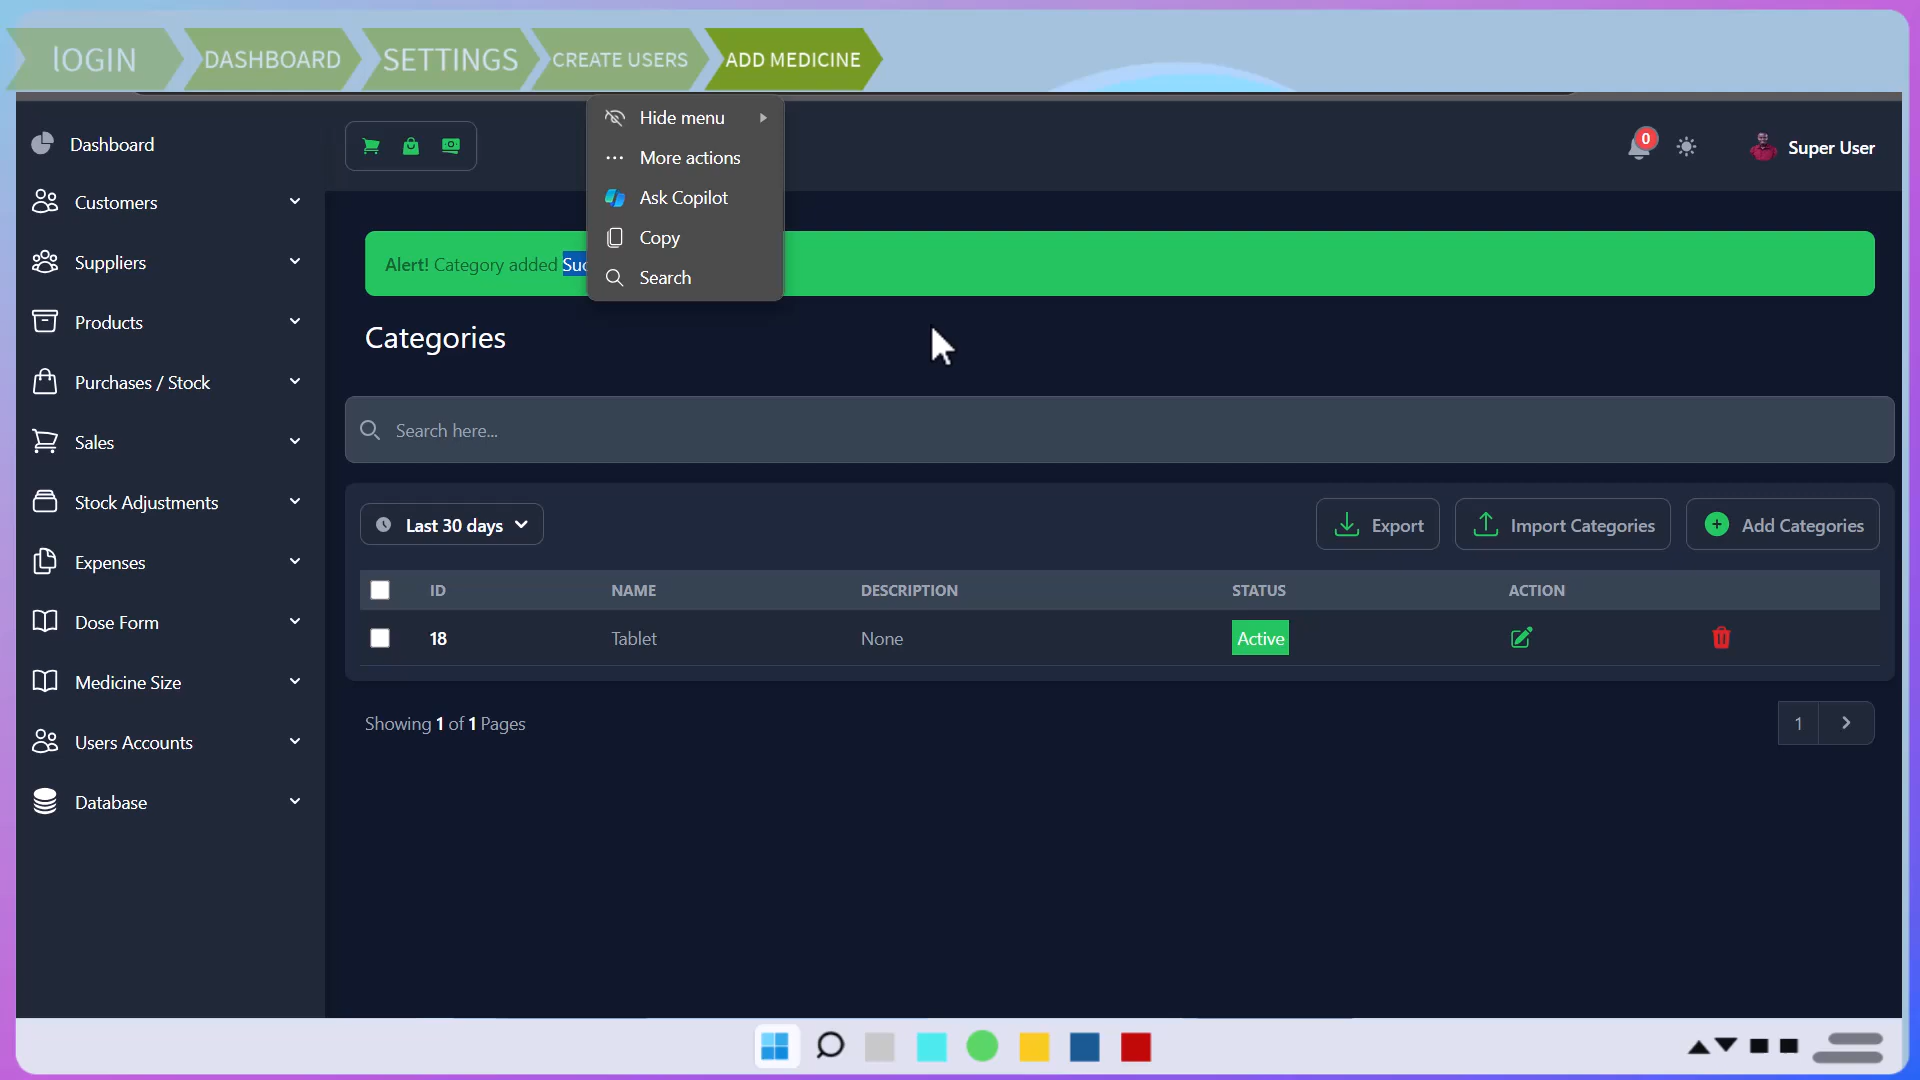 lOGIN
DASHBOARD
SETTINGS
CREATE USERS
ADD MEDICINE
Dashboard
Customers
Suppliers
Products
Purchases / Stock
Sales
Stock Adjustments
Expenses
Dose Form
Medicine Size
Users Accounts
Database
Hide menu
More actions
Ask Copilot
Copy
Search
0
Super User
Alert! Category added Suc
Categories
Search here...
Last 30 days
Export
Import Categories
Add Categories
ID NAME DESCRIPTION STATUS ACTION
18 Tablet None Active
Showing 1 of 1 Pages
1